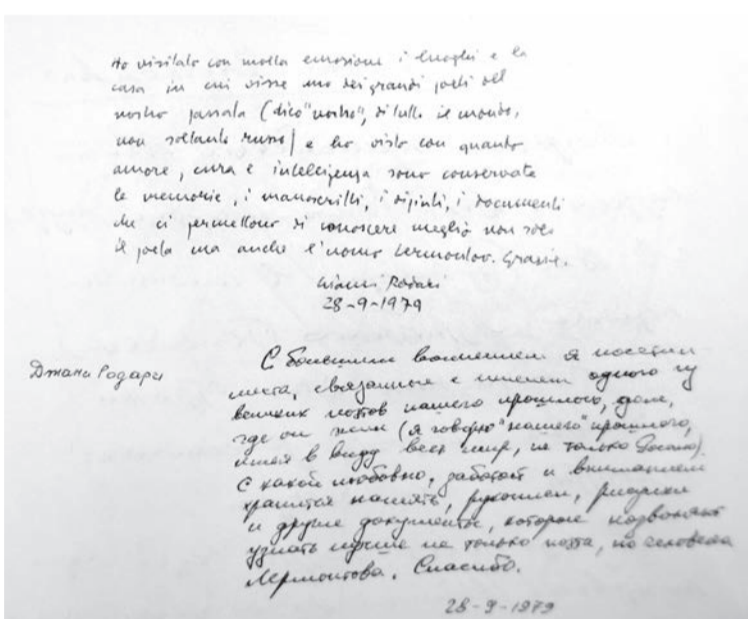 Ho visitato con molta emozione i luoghi e la
casa in cui visse uno dei grandi poeti del
nostro passato (dico "nostro", di tutto il mondo,
non soltanto russo) e ho visto con quanto
amore, cura e intelligenza sono conservate
le memorie, i manoscritti, i dipinti, i documenti
che ci permettono di conoscere meglio non solo
il poeta ma anche l'uomo Lermontov. Grazie.
Gianni Rodari
28-9-1979
Джани Родари
С большим волнением я посетил
места, связанные с именем одного из
великих поэтов нашего прошлого, дом,
где он жил (я говорю "нашего" прошлого,
имея в виду весь мир, не только Россию).
С какой любовью, заботой и вниманием
хранится память, рукописи, рисунки
и другие документы, которые позволяют
узнать лучше не только поэта, но человека
Лермонтова. Спасибо.
28-9-1979